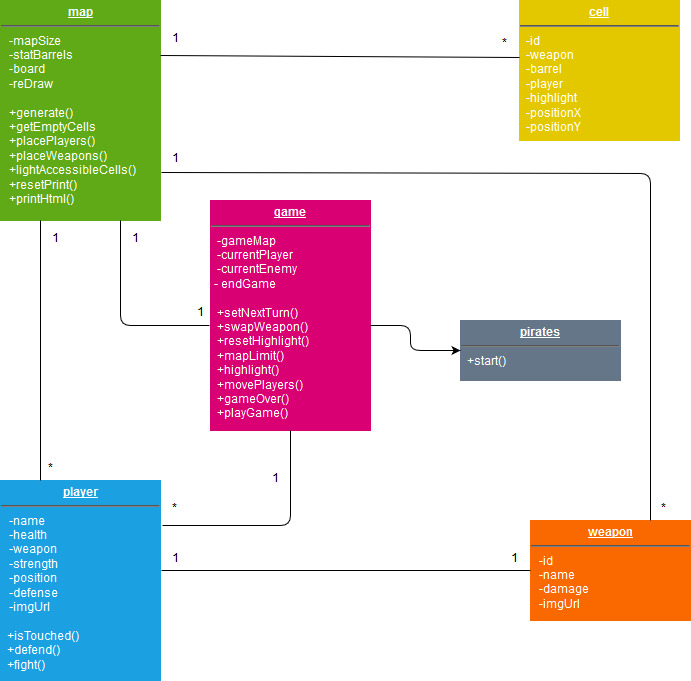 map
-mapSize
-statBarrels
-board
-reDraw
+generate()
+getEmptyCells
+placePlayers()
+placeWeapons()
+lightAccessibleCells()
+resetPrint()
+printHtml()
1
*
cell
-id
-weapon
-barrel
-player
-highlight
-positionX
-positionY
1
1
1
1
game
-gameMap
-currentPlayer
-currentEnemy
- endGame
+setNextTurn()
+swapWeapon()
+resetHighlight()
+mapLimit()
+highlight()
+movePlayers()
+gameOver()
+playGame()
pirates
+start()
*
1
*
*
player
-name
-health
-weapon
-strength
-position
-defense
-imgUrl
+isTouched()
+defend()
+fight()
1
1
weapon
-id
-name
-damage
-imgUrl